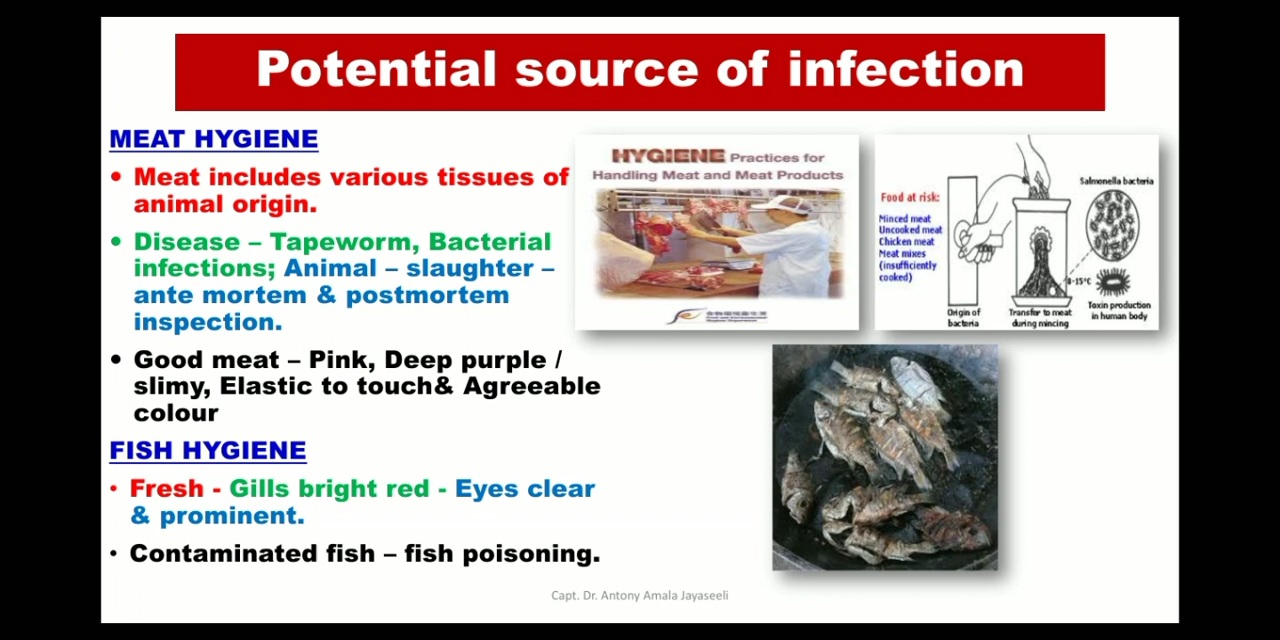 Potential source of infection
MEAT HYGIENE
• Meat includes various tissues of
animal origin.
• Disease – Tapeworm, Bacterial
infections; Animal – slaughter –
ante mortem & postmortem
inspection.
• Good meat – Pink, Deep purple /
slimy, Elastic to touch& Agreeable
colour
FISH HYGIENE
• Fresh - Gills bright red - Eyes clear
& prominent.
• Contaminated fish – fish poisoning.
HYGIENE Practices for
Handling Meat and Meat Products
Food at risk:
Minced meat
Uncooked meat
Chicken meat
Meat mixes
(insufficiently
cooked)
Salmonella bacteria
8-15°C
Origin of
bacteria
Transfer to meat
during mincing
Toxin production
in human body
Capt. Dr. Antony Amala Jayaseeli